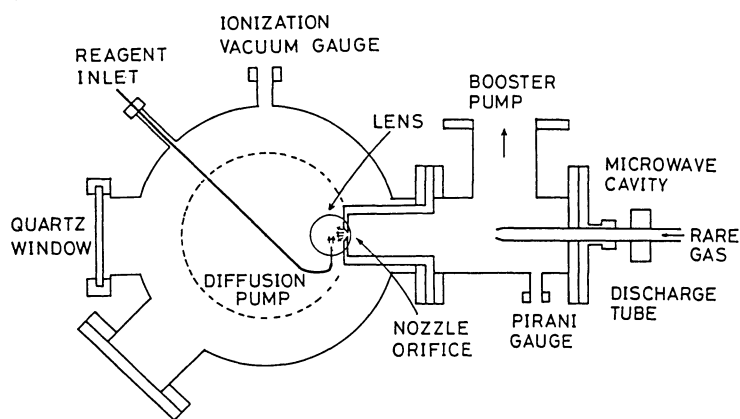 IONIZATION
VACUUM GAUGE
REAGENT
INLET
BOOSTER
PUMP
LENS
MICROWAVE
CAVITY
QUARTZ
WINDOW
RARE
GAS
DIFFUSION
PUMP
DISCHARGE
TUBE
NOZZLE
ORIFICE
PIRANI
GAUGE